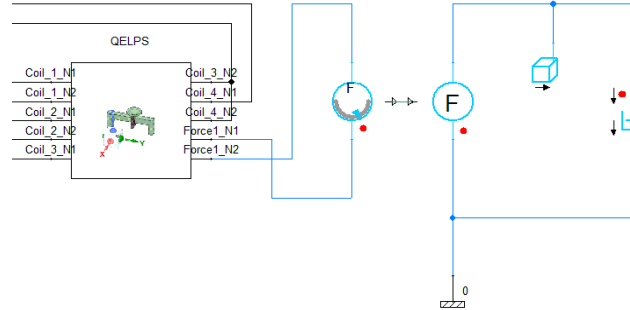 QELPS
Coil_1_N1
Coil_3_N2
Coil_1_N2
Coil_4_N1
Coil_2_N1
Coil_4_N2
Coil_2_N2
Force1_N1
Coil_3_N1
Force1_N2
X
Y
F
F
0